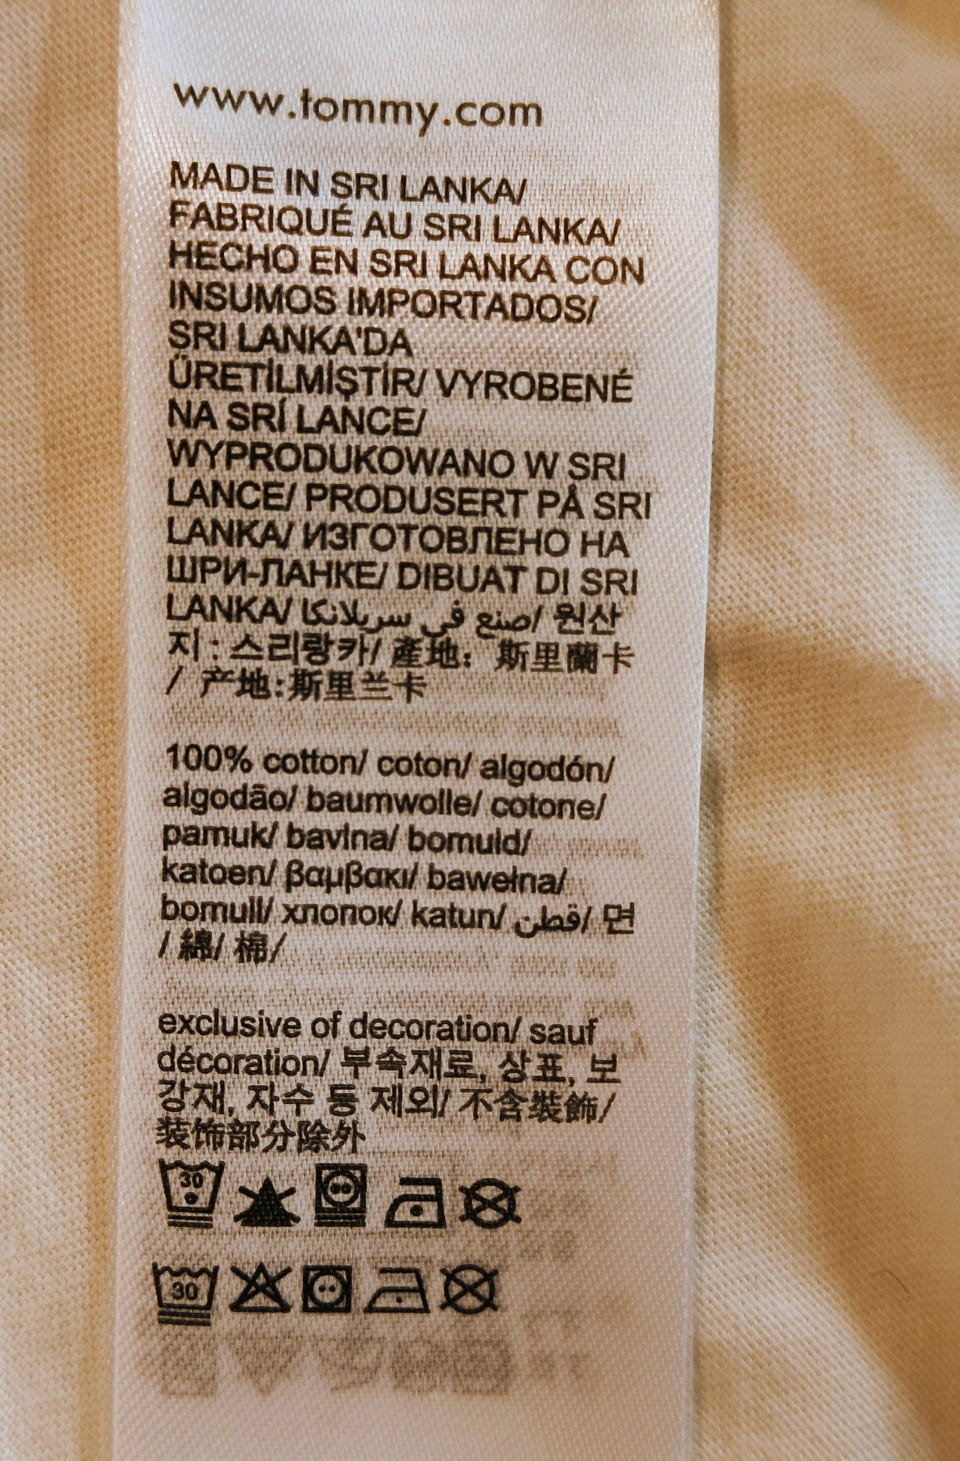 www.tommy.com
MADE IN SRI LANKA/
FABRIQUÉ AU SRI LANKA/
HECHO EN SRI LANKA CON
INSUMOS IMPORTADOS/
SRI LANKA'DA
ÜRETİLMİŞTİR/ VYROBENÉ
NA SRÍ LANCE/
WYPRODUKOWANO W SRI
LANCE/ PRODUSERT PÅ SRI
LANKA/ ИЗГОТОВЛЕНО НА
ШРИ-ЛАНКЕ/ DIBUAT DI SRI
LANKA/ صنع في سريلانكا/ 원산
지 : 스리랑카/ 產地： 斯里蘭卡
/ 产地:斯里兰卡
100% cotton/ coton/ algodón/
algodão/ baumwolle/ cotone/
pamuk/ bavlna/ bomuld/
katoen/ βαμβακι/ bawełna/
bomull/ хлопок/ katun/ قطن/ 면
/ 綿/ 棉/
exclusive of decoration/ sauf
décoration/ 부속재료, 상표, 보
강재, 자수 등 제외/ 不含裝飾/
装饰部分除外
30
30